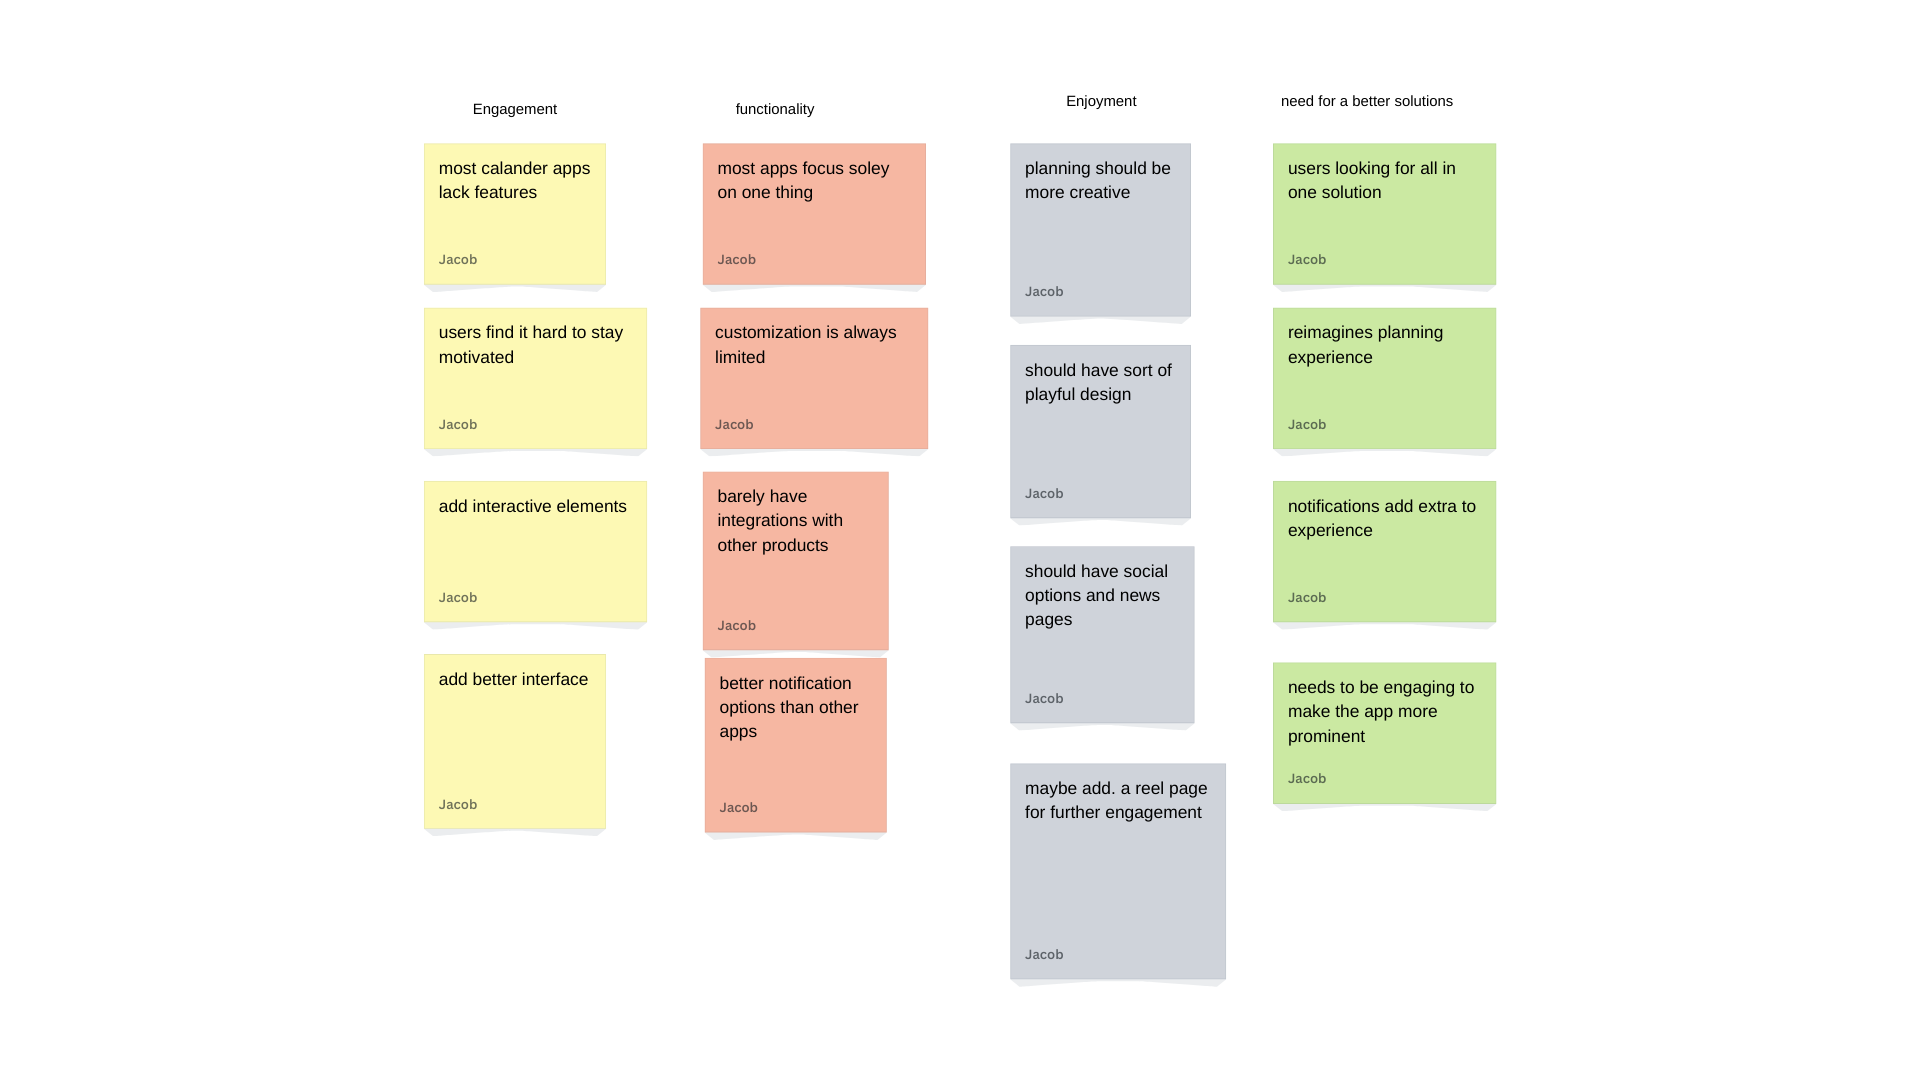 Engagement
most calander apps
lack features
Jacob
users find it hard to stay
motivated
Jacob
add interactive elements
Jacob
add better interface
Jacob
functionality
most apps focus soley
on one thing
Jacob
customization is always
limited
Jacob
barely have
integrations with
other products
Jacob
better notification
options than other
apps
Jacob
Enjoyment
planning should be
more creative
Jacob
should have sort of
playful design
Jacob
should have social
options and news
pages
Jacob
maybe add. a reel page
for further engagement
Jacob
need for a better solutions
users looking for all in
one solution
Jacob
reimagines planning
experience
Jacob
notifications add extra to
experience
Jacob
needs to be engaging to
make the app more
prominent
Jacob